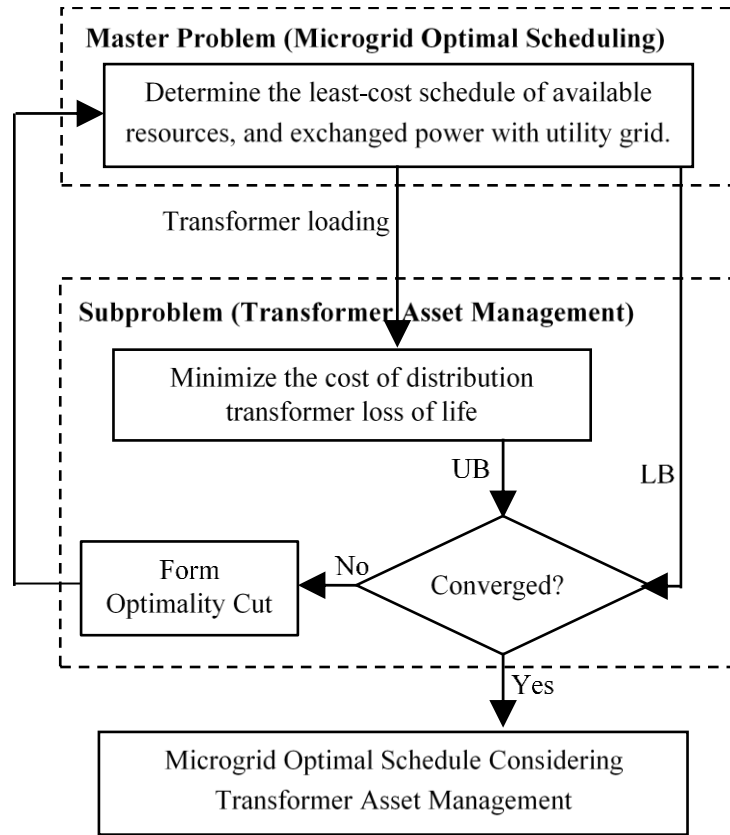 Master Problem (Microgrid Optimal Scheduling)
Determine the least-cost schedule of available
resources, and exchanged power with utility grid.
Transformer loading
Subproblem (Transformer Asset Management)
Minimize the cost of distribution
transformer loss of life
UB
LB
No
Form
Optimality Cut
Converged?
Yes
Microgrid Optimal Schedule Considering
Transformer Asset Management